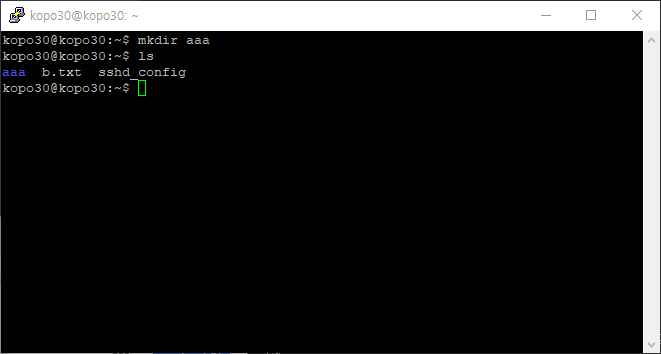 kopo30@kopo30: ~
kopo30@kopo30:~$ mkdir aaa
kopo30@kopo30:~$ ls
aaa  b.txt  sshd_config
kopo30@kopo30:~$